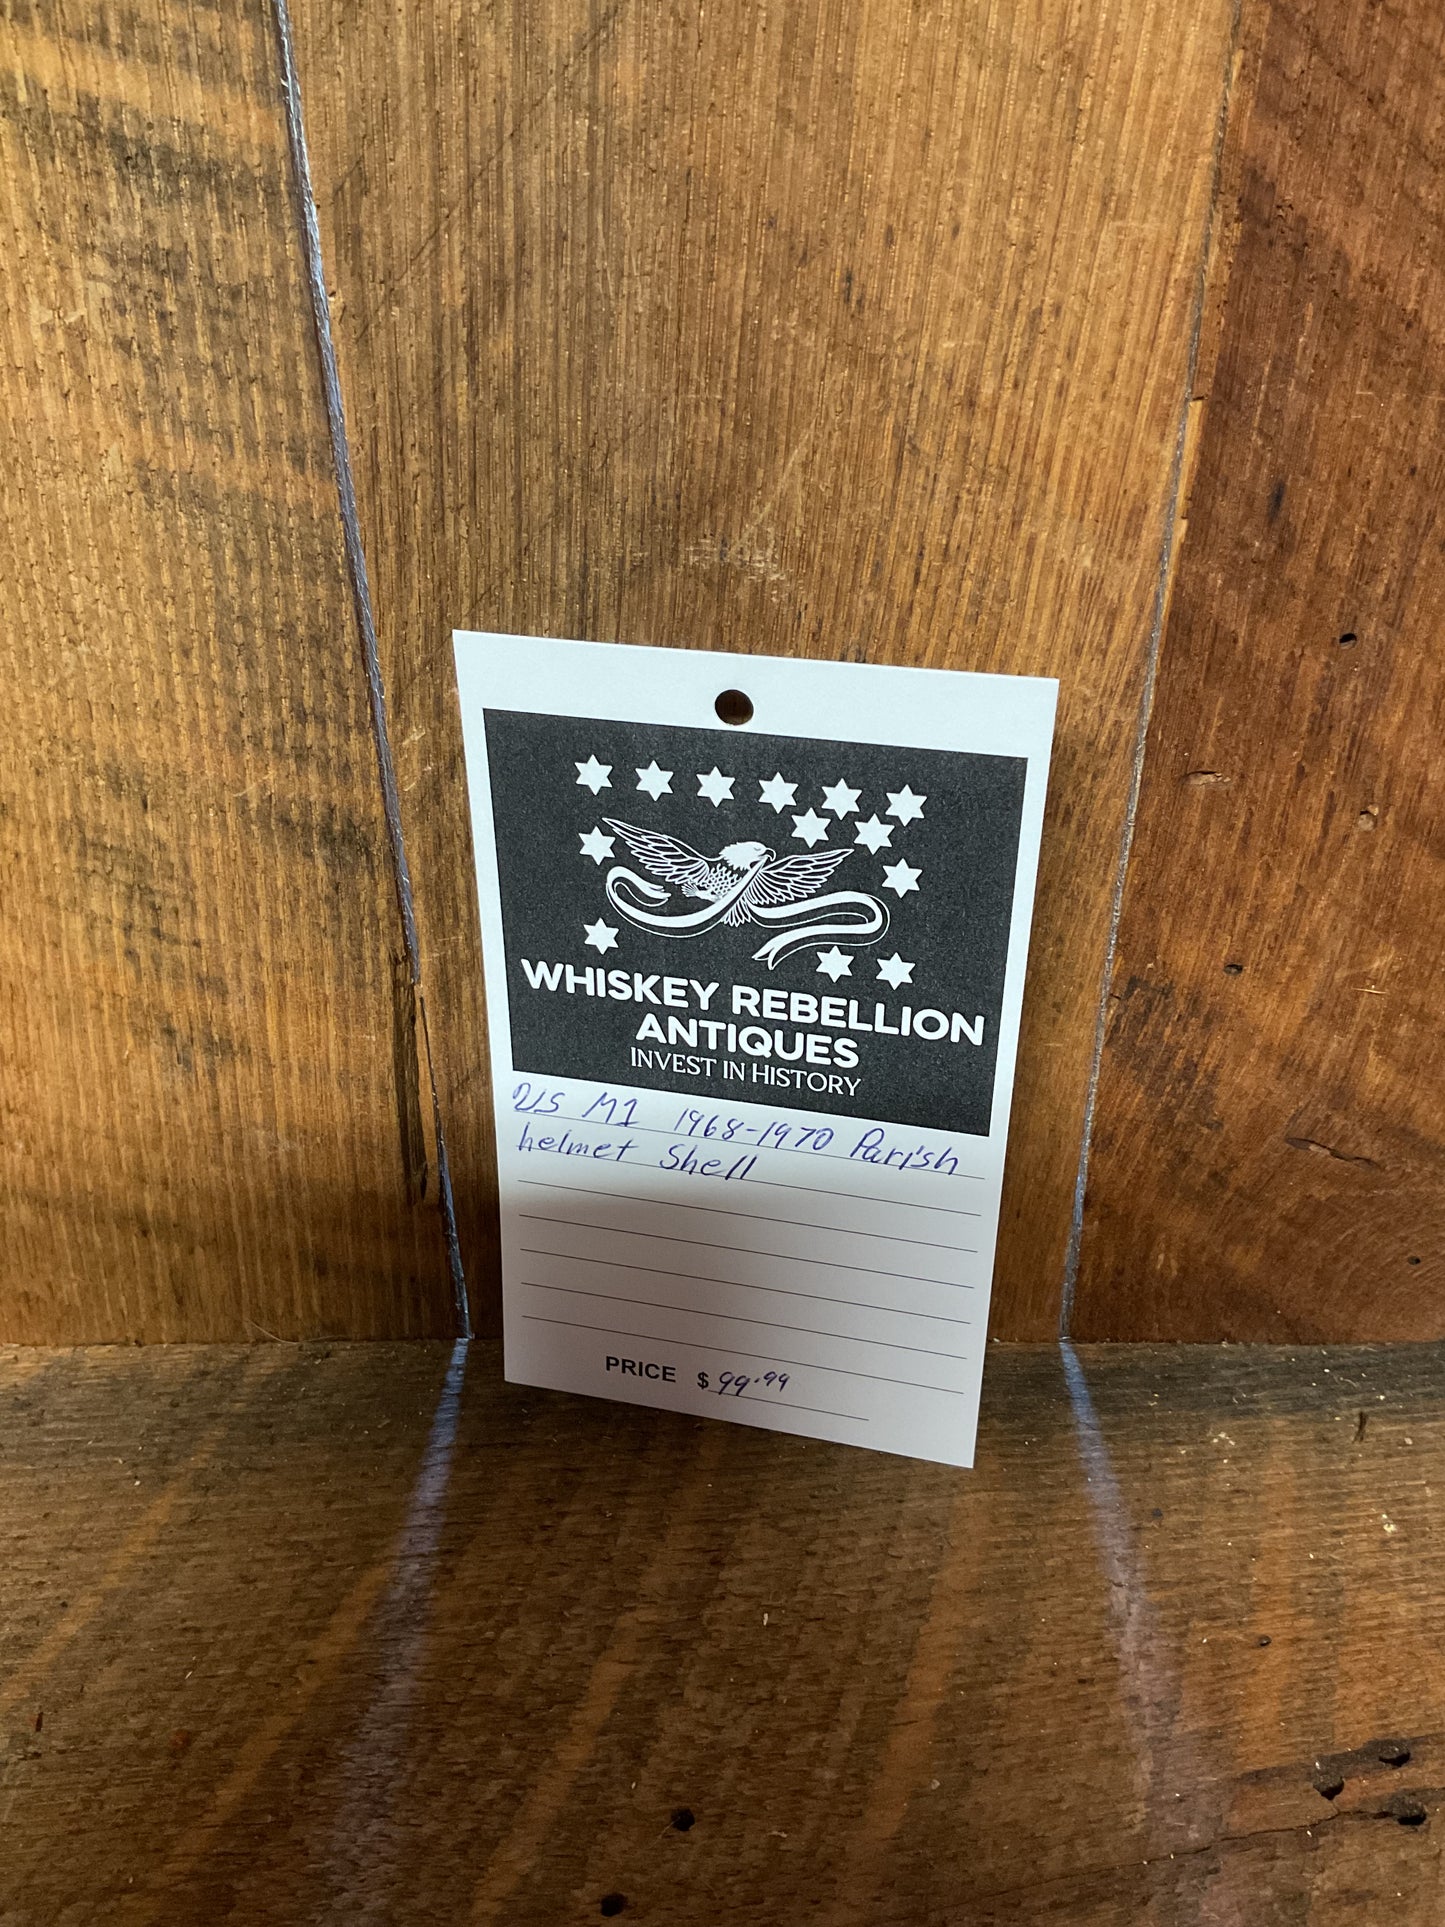 WHISKEY REBELLION
ANTIQUES
INVEST IN HISTORY
US M1 1968-1970 Parish
helmet Shell
PRICE $ 99.99